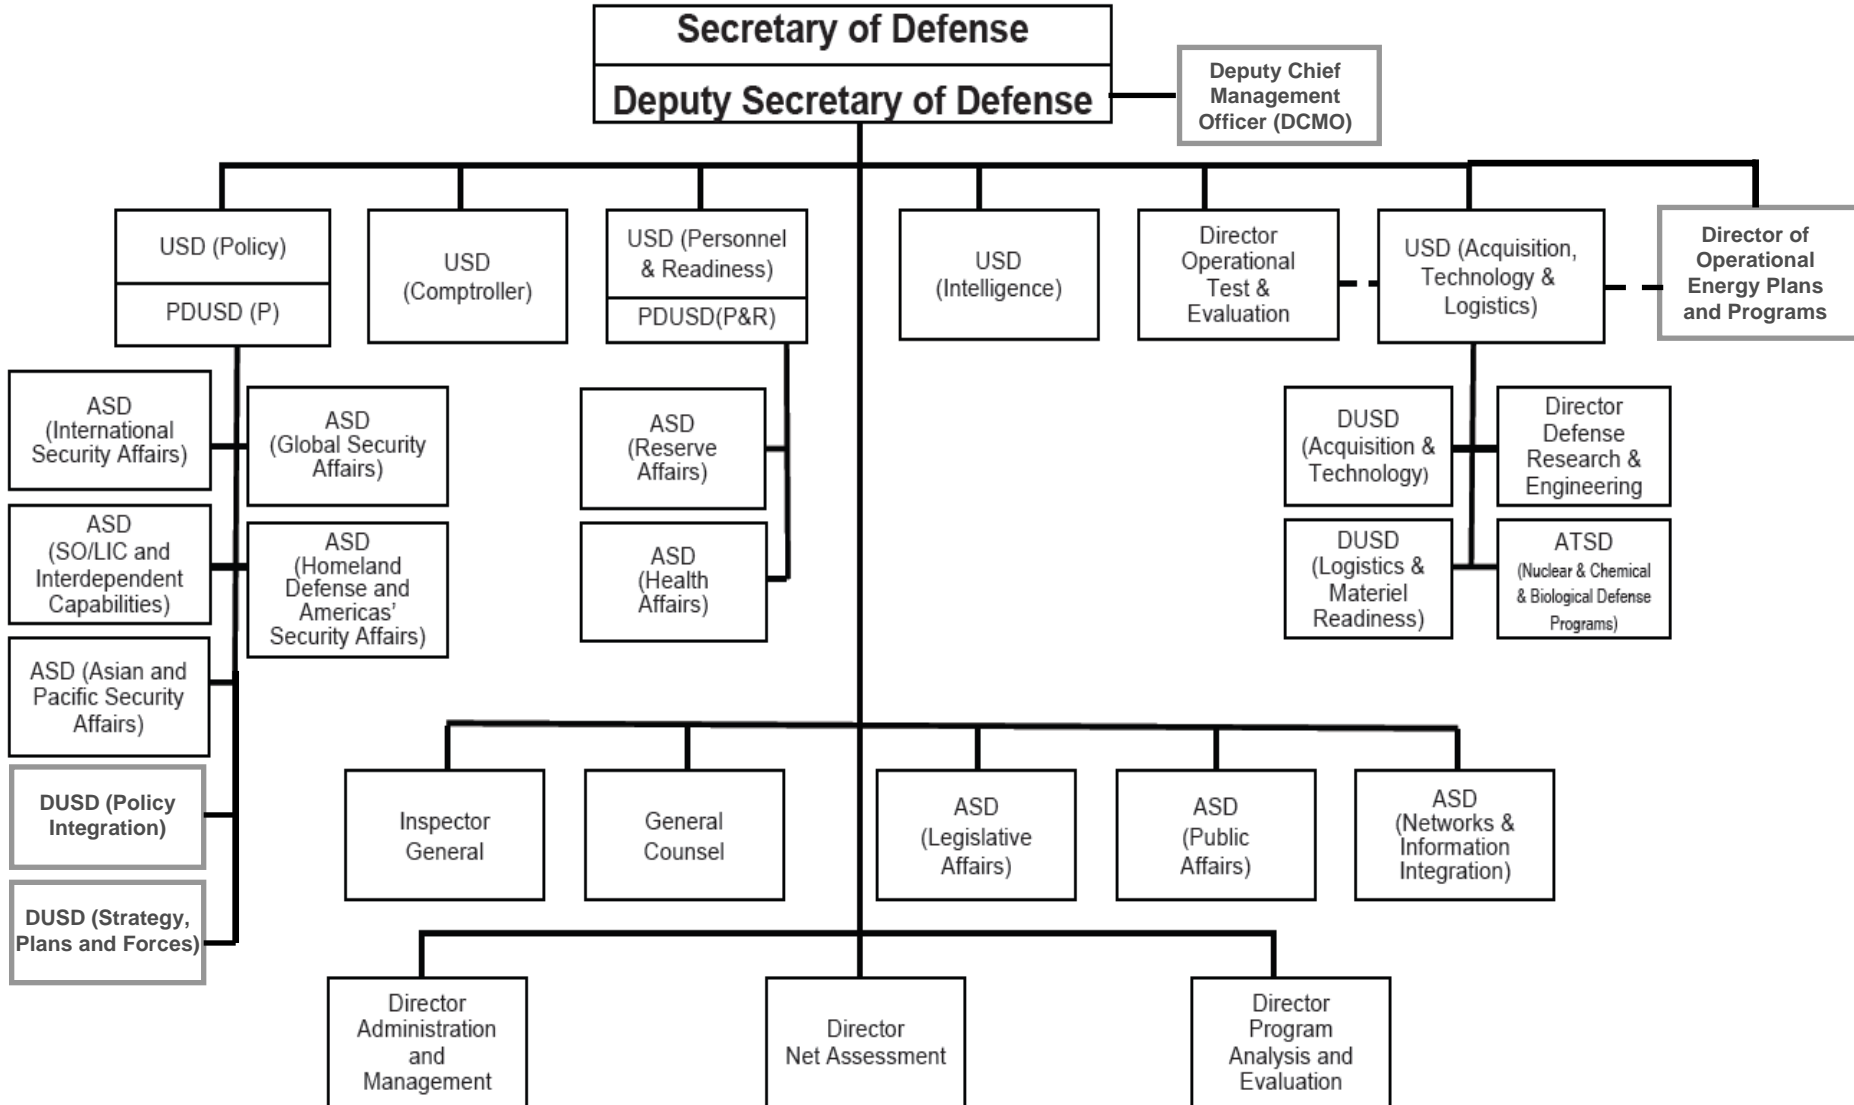 Secretary of Defense
Deputy Secretary of Defense
Deputy Chief
Management
Officer (DCMO)
USD (Policy)
PDUSD (P)
USD
(Comptroller)
USD (Personnel
& Readiness)
PDUSD(P&R)
USD
(Intelligence)
Director
Operational
Test &
Evaluation
USD (Acquisition,
Technology &
Logistics)
Director of
Operational
Energy Plans
and Programs
ASD
(International
Security Affairs)
ASD
(Global Security
Affairs)
ASD
(SO/LIC and
Interdependent
Capabilities)
ASD
(Homeland
Defense and
Americas’
Security Affairs)
ASD (Asian and
Pacific Security
Affairs)
DUSD (Policy
Integration)
DUSD (Strategy,
Plans and Forces)
ASD
(Reserve
Affairs)
ASD
(Health
Affairs)
DUSD
(Acquisition &
Technology)
Director
Defense
Research &
Engineering
DUSD
(Logistics &
Materiel
Readiness)
ATSD
(Nuclear & Chemical
& Biological Defense
Programs)
Inspector
General
General
Counsel
ASD
(Legislative
Affairs)
ASD
(Public
Affairs)
ASD
(Networks &
Information
Integration)
Director
Administration
and
Management
Director
Net Assessment
Director
Program
Analysis and
Evaluation